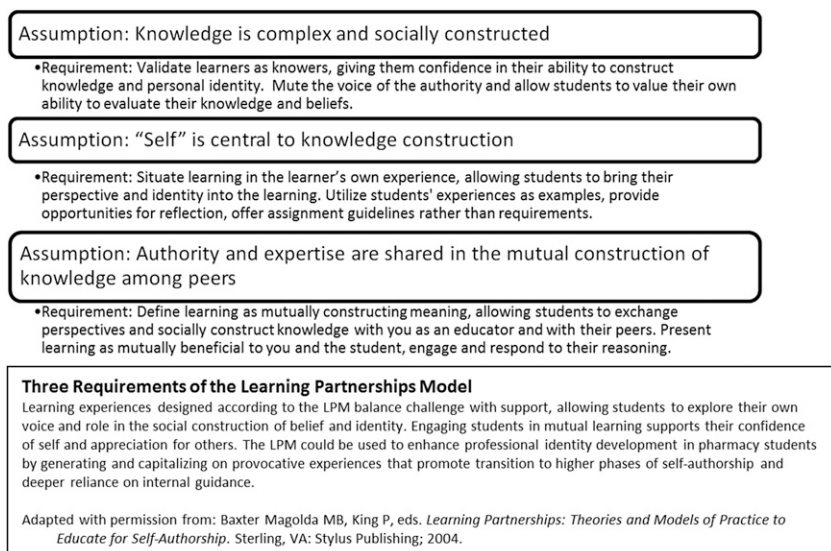 Assumption: Knowledge is complex and socially constructed
•Requirement: Validate learners as knowers, giving them confidence in their ability to construct
knowledge and personal identity.  Mute the voice of the authority and allow students to value their own
ability to evaluate their knowledge and beliefs.
Assumption: “Self” is central to knowledge construction
•Requirement: Situate learning in the learner’s own experience, allowing students to bring their
perspective and identity into the learning. Utilize students' experiences as examples, provide
opportunities for reflection, offer assignment guidelines rather than requirements.
Assumption: Authority and expertise are shared in the mutual construction of
knowledge among peers
•Requirement: Define learning as mutually constructing meaning, allowing students to exchange
perspectives and socially construct knowledge with you as an educator and with their peers. Present
learning as mutually beneficial to you and the student, engage and respond to their reasoning.
Three Requirements of the Learning Partnerships Model
Learning experiences designed according to the LPM balance challenge with support, allowing students to explore their own
voice and role in the social construction of belief and identity. Engaging students in mutual learning supports their confidence
of self and appreciation for others. The LPM could be used to enhance professional identity development in pharmacy students
by generating and capitalizing on provocative experiences that promote transition to higher phases of self-authorship and
deeper reliance on internal guidance.
Adapted with permission from: Baxter Magolda MB, King P, eds. Learning Partnerships: Theories and Models of Practice to
Educate for Self-Authorship. Sterling, VA: Stylus Publishing; 2004.